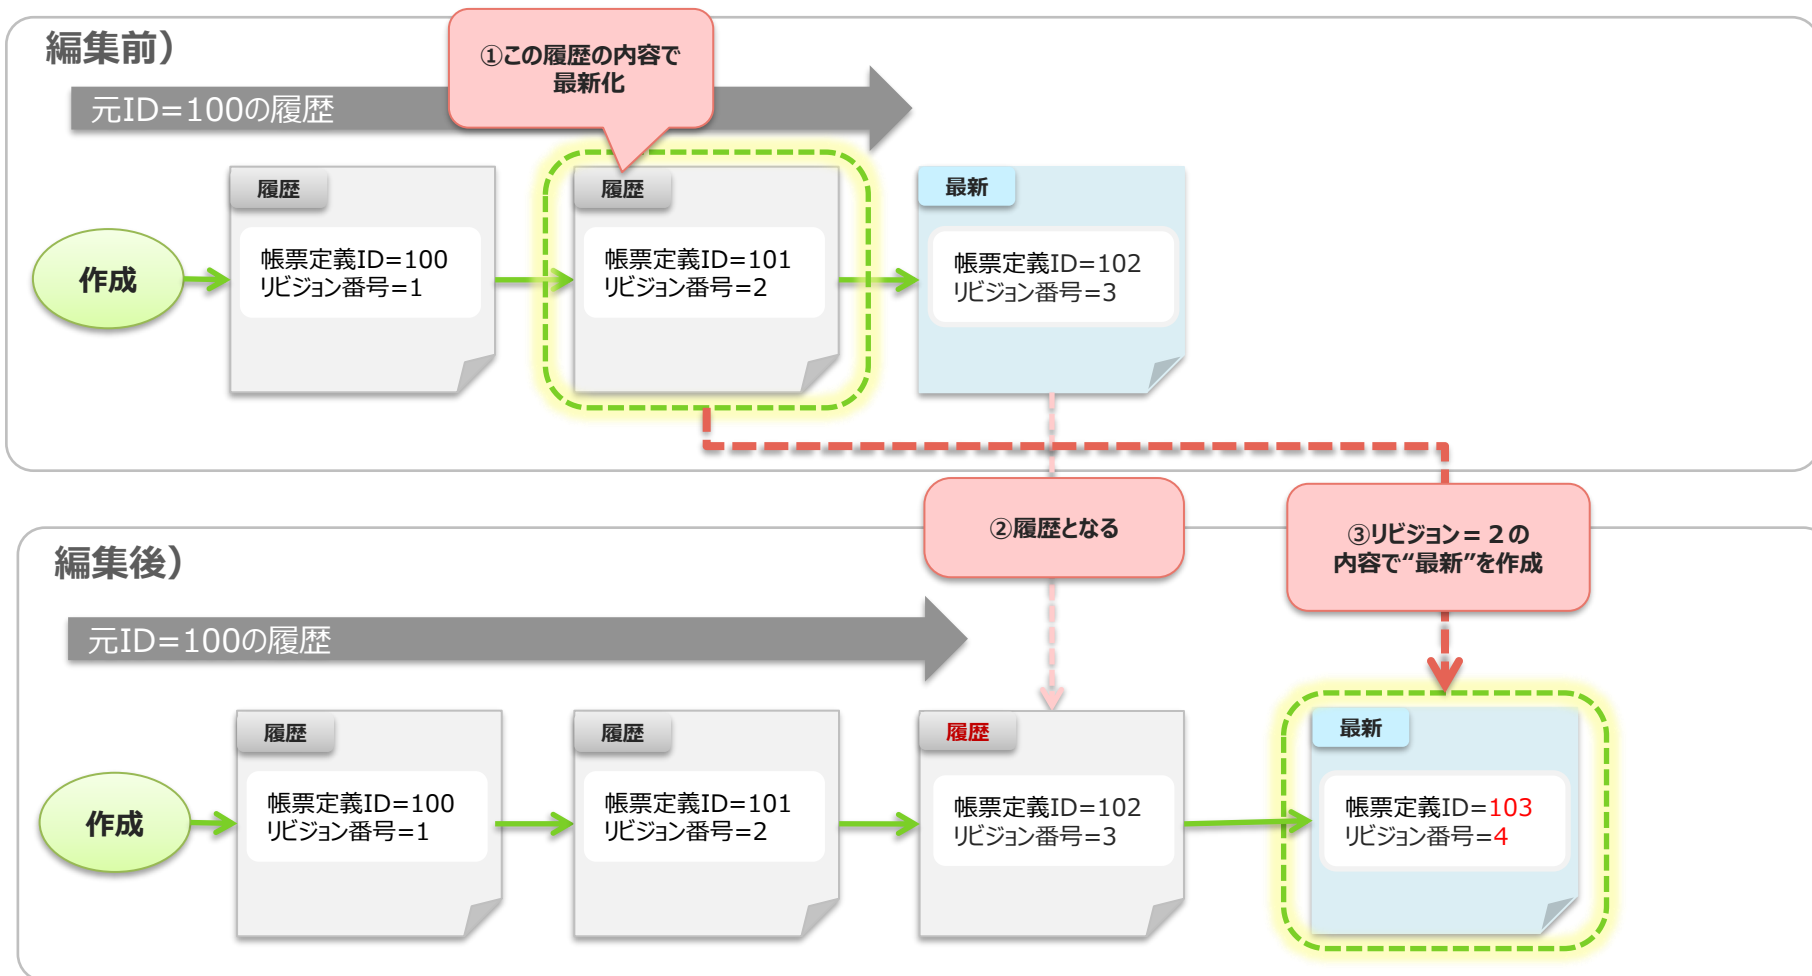 編集前)
①この履歴の内容で
最新化
元ID=100の履歴
履歴
履歴
最新
作成
帳票定義ID=100
リビジョン番号=1
帳票定義ID=101
リビジョン番号=2
帳票定義ID=102
リビジョン番号=3
②履歴となる
③リビジョン=２の
内容で“最新”を作成
編集後)
元ID=100の履歴
履歴
履歴
履歴
最新
作成
帳票定義ID=100
リビジョン番号=1
帳票定義ID=101
リビジョン番号=2
帳票定義ID=102
リビジョン番号=3
帳票定義ID=103
リビジョン番号=4